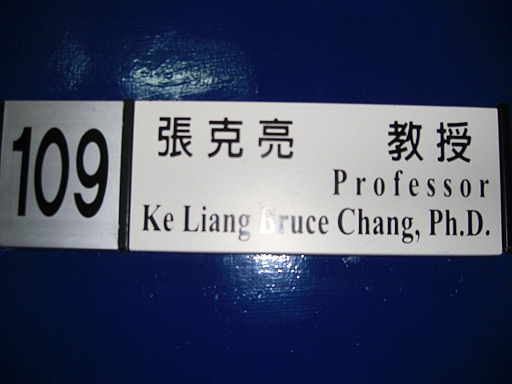 109
張克亮 教授
Professor
Ke Liang Bruce Chang, Ph.D.